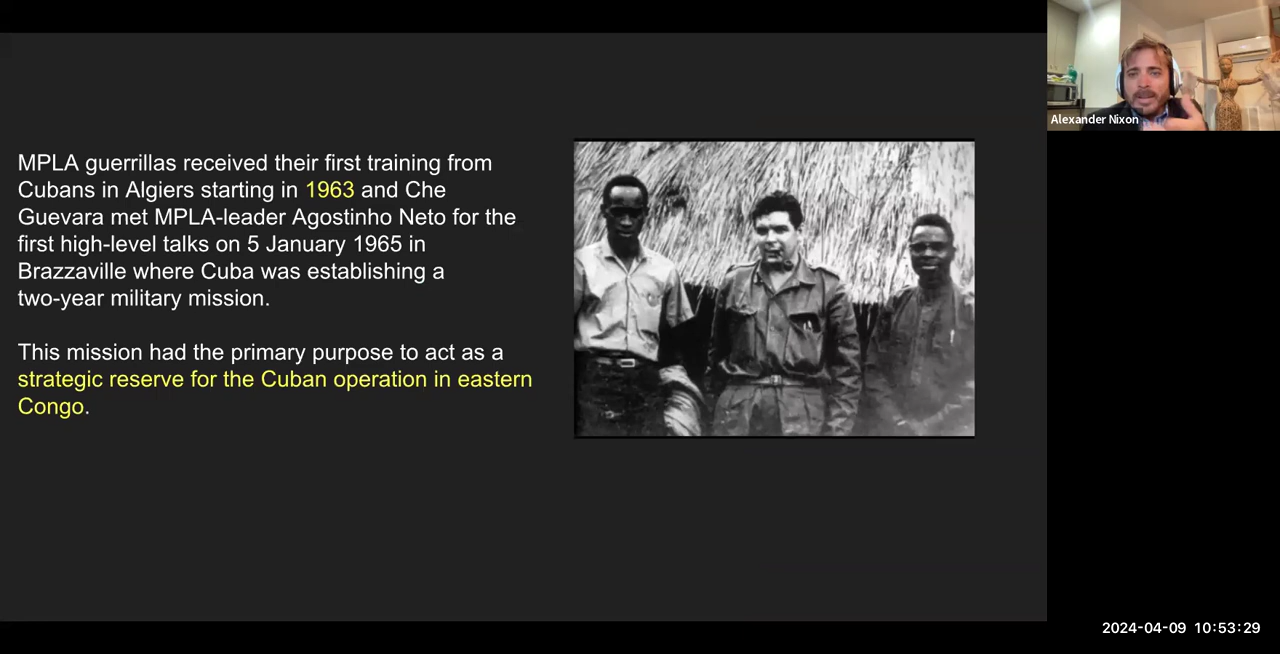 MPLA guerrillas received their first training from
Cubans in Algiers starting in 1963 and Che
Guevara met MPLA-leader Agostinho Neto for the
first high-level talks on 5 January 1965 in
Brazzaville where Cuba was establishing a
two-year military mission.
This mission had the primary purpose to act as a
strategic reserve for the Cuban operation in eastern
Congo.
Alexander Nixon
2024-04-09 10:53:29